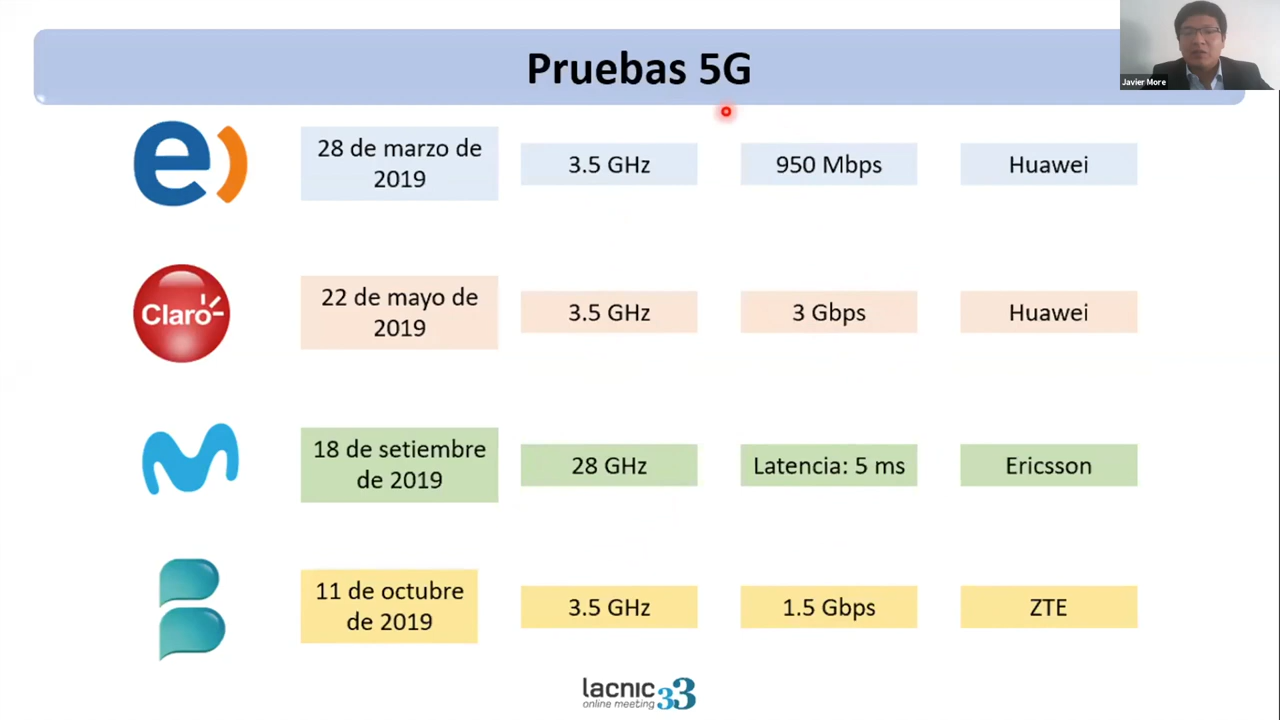 Pruebas 5G
Javier More
e)
28 de marzo de
2019
3.5 GHz
950 Mbps
Huawei
Claro
22 de mayo de
2019
3.5 GHz
3 Gbps
Huawei
18 de setiembre
de 2019
28 GHz
Latencia: 5 ms
Ericsson
11 de octubre
de 2019
3.5 GHz
1.5 Gbps
ZTE
lacnic 33
online meeting